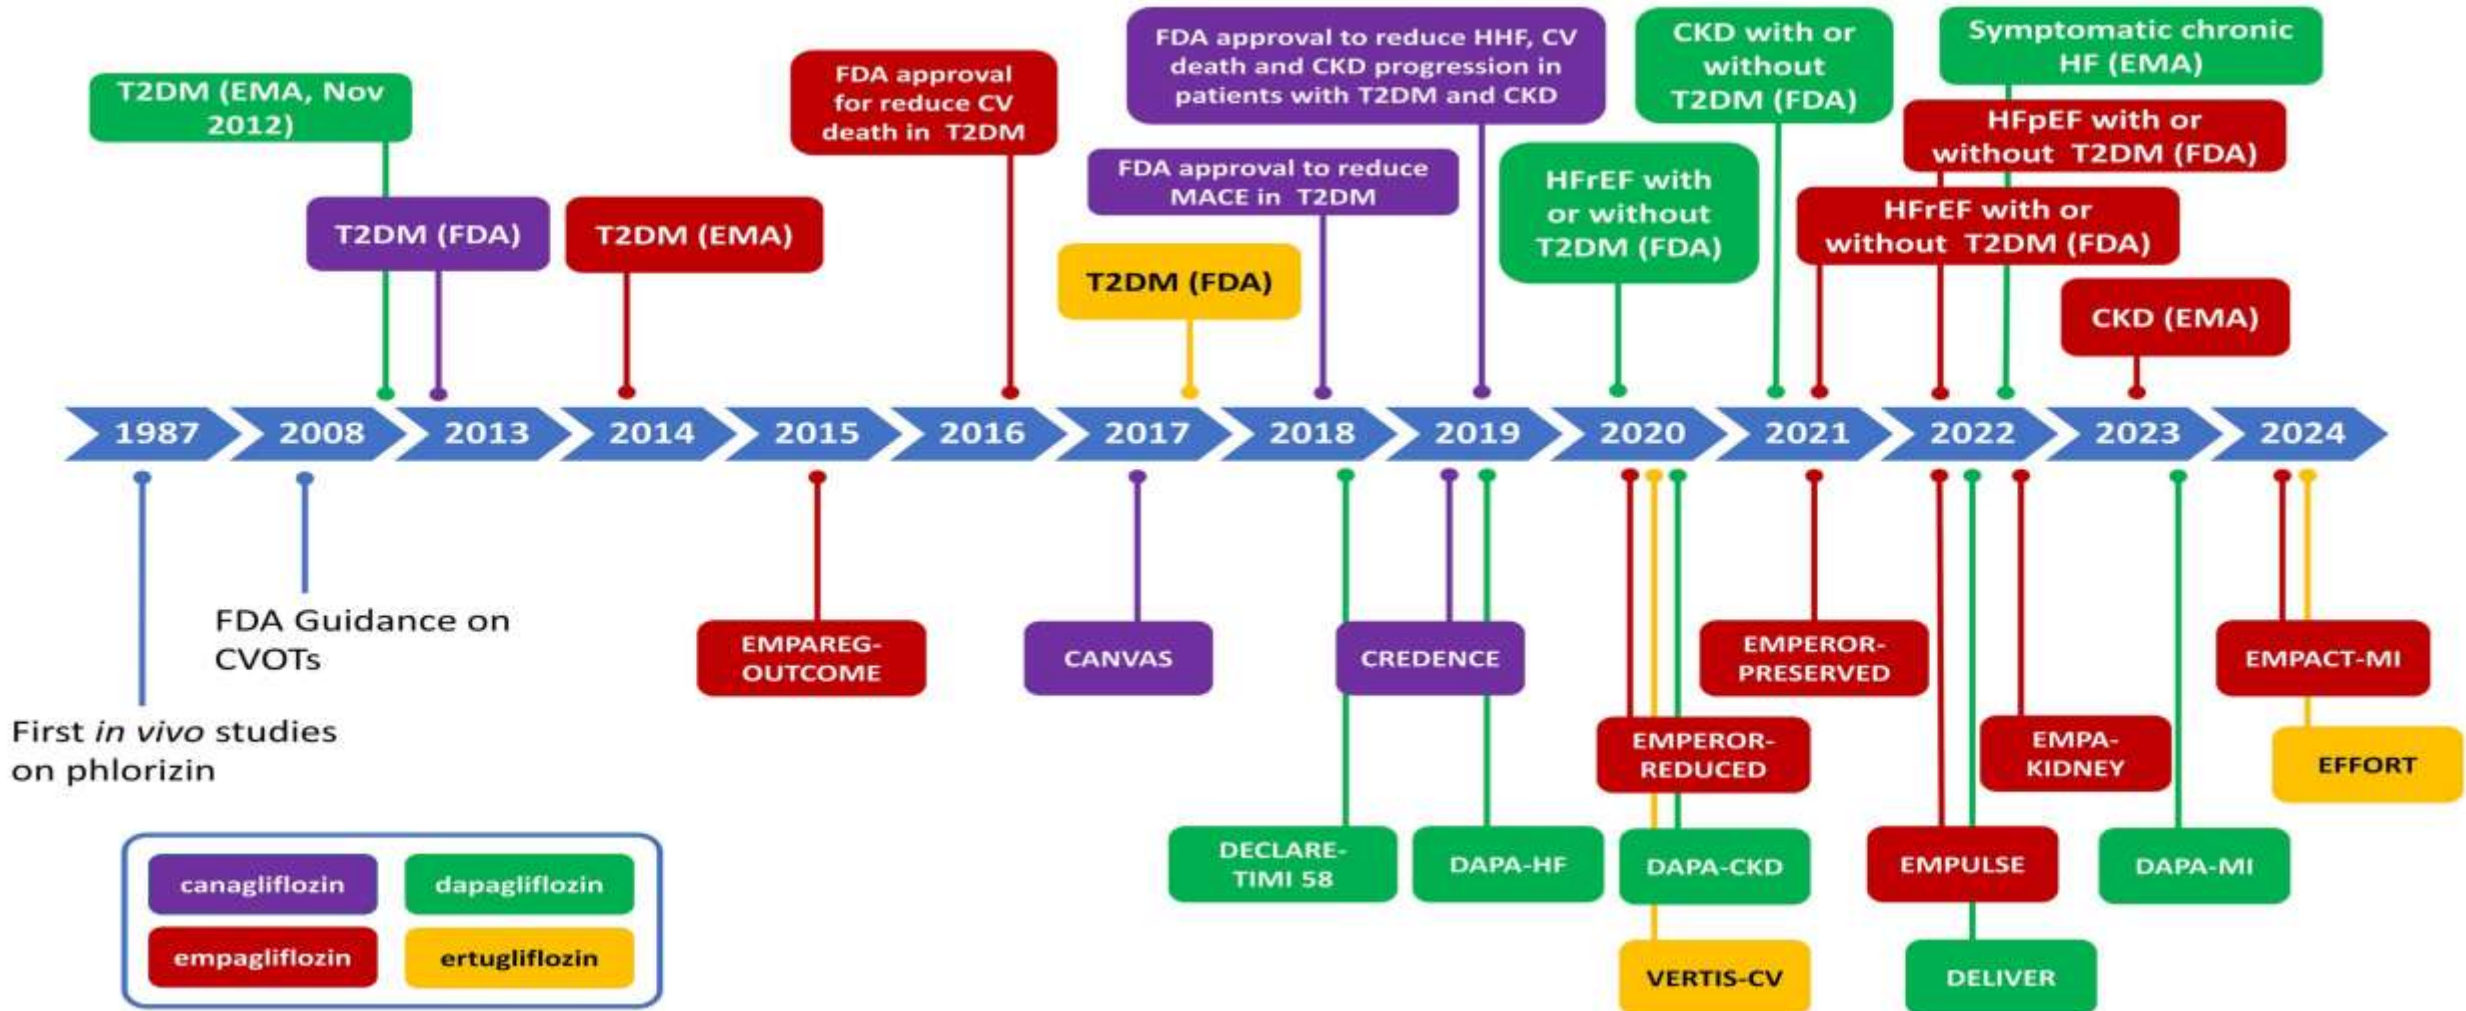 T2DM (EMA, Nov
2012)
T2DM (FDA)
T2DM (EMA)
FDA approval
for reduce CV
death in T2DM
T2DM (FDA)
FDA approval to reduce HHF, CV
death and CKD progression in
patients with T2DM and CKD
FDA approval to reduce
MACE in T2DM
HFrEF with
or without
T2DM (FDA)
CKD with or
without
T2DM (FDA)
Symptomatic chronic
HF (EMA)
HFpEF with or
without T2DM (FDA)
HFrEF with or
without T2DM (FDA)
CKD (EMA)
1987
2008
2013
2014
2015
2016
2017
2018
2019
2020
2021
2022
2023
2024
First in vivo studies
on phlorizin
FDA Guidance on
CVOTs
EMPAREG-
OUTCOME
CANVAS
DECLARE-
TIMI 58
CREDENCE
DAPA-HF
EMPEROR-
REDUCED
DAPA-CKD
VERTIS-CV
EMPEROR-
PRESERVED
EMPULSE
DELIVER
EMPA-
KIDNEY
DAPA-MI
EMPACT-MI
EFFORT
canagliflozin
dapagliflozin
empagliflozin
ertugliflozin